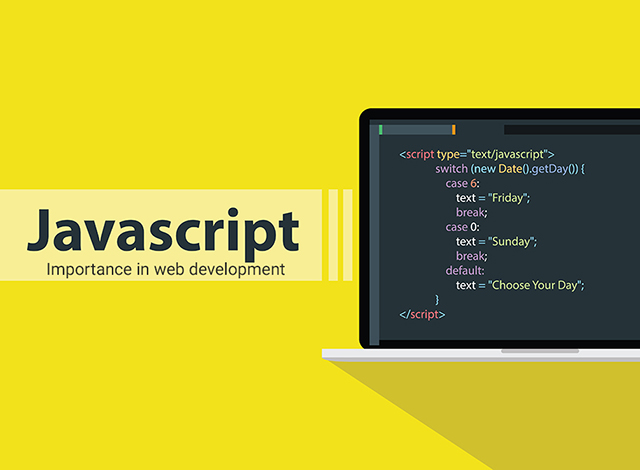 Javascript
Importance in web development
<script type="text/javascript">
switch (new Date().getDay()) {
case 6:
text = "Friday";
break;
case 0:
text = "Sunday";
break;
default:
text = "Choose Your Day";
}
</script>